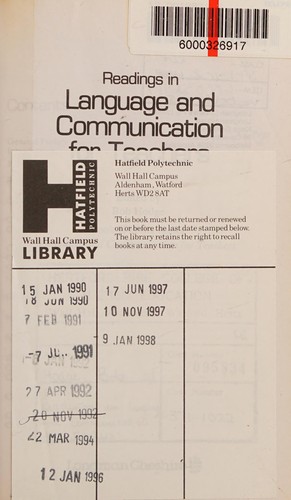 6000326917
Readings in
Language and
Communication
for Teachers
HATFIELD
POLYTECHNIC
Wall Hall Campus
LIBRARY
Hatfield Polytechnic
Wall Hall Campus
Aldenham, Watford
Herts WD2 8AT
This book must be returned or renewed
on or before the last date stamped below.
The library retains the right to recall
books at any time.
15 JAN 1990
18 JUN 1990
7 FEB 1991
1991
27 APR 1992
20 NOV 1992
22 MAR 1994
12 JAN 1996
17 JUN 1997
10 NOV 1997
9 JAN 1998